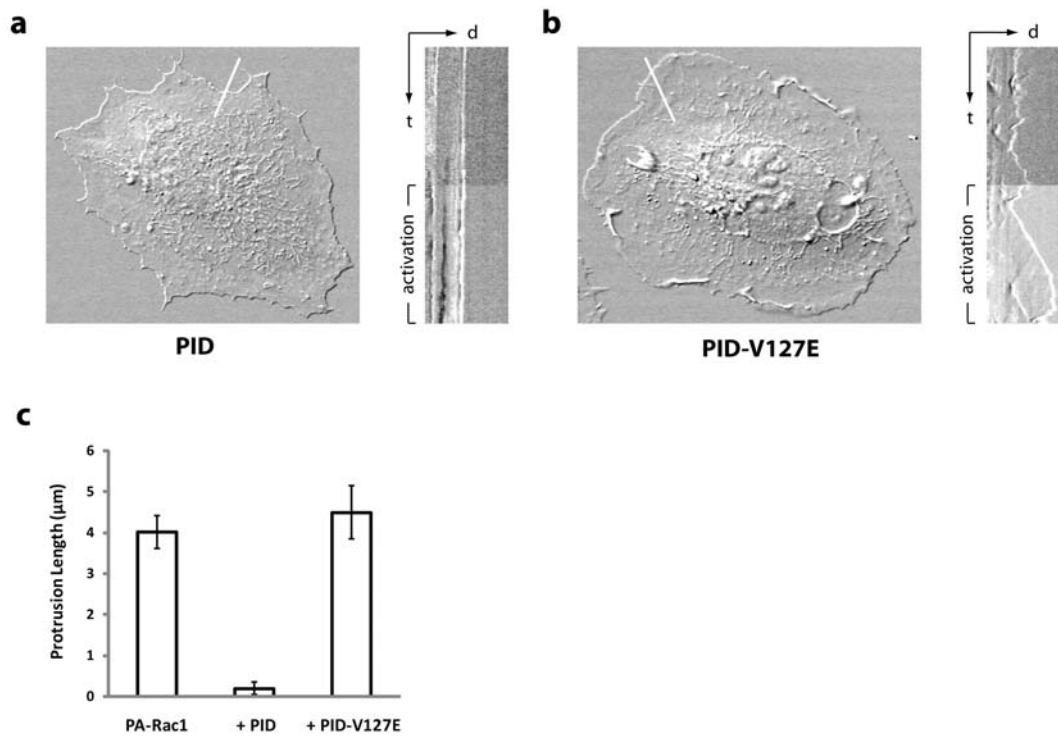 a
d
t
activation
PID
b
d
t
activation
PID-V127E
c
Protrusion Length (μm)
6
5
4
3
2
1
0
PA-Rac1
+ PID
+ PID-V127E